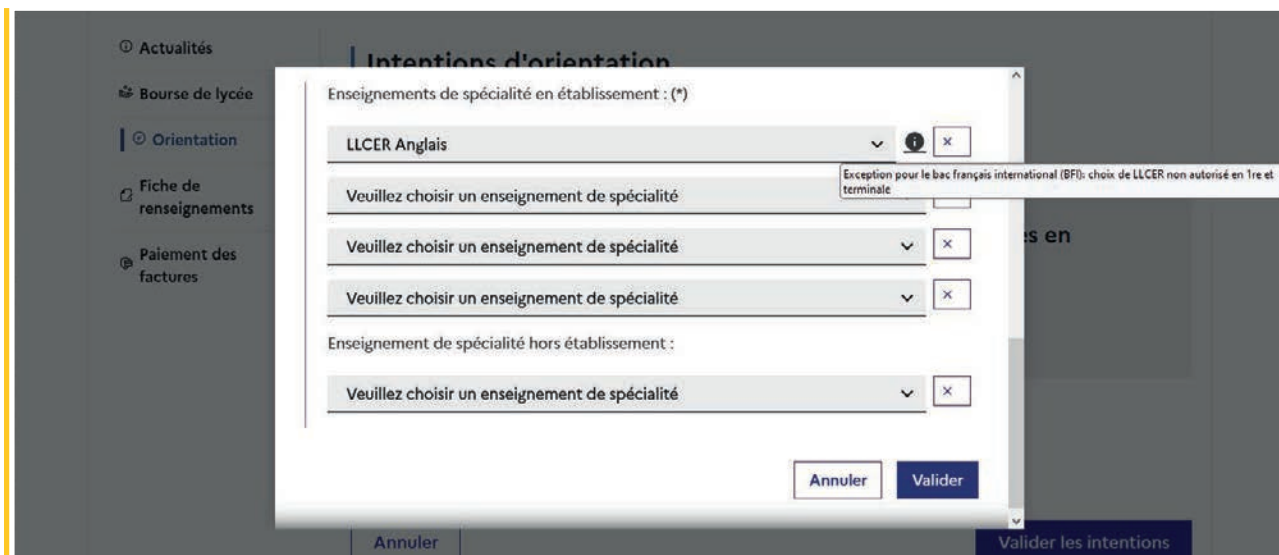 Actualités
Bourse de lycée
Orientation
Fiche de
renseignements
Paiement des
factures
Intentions d'orientation
Enseignements de spécialité en établissement : (*)
LLCER Anglais
Exception pour le bac français international (BFI): choix de LLCER non autorisé en 1re et
terminale
Veuillez choisir un enseignement de spécialité
Veuillez choisir un enseignement de spécialité
Veuillez choisir un enseignement de spécialité
Enseignement de spécialité hors établissement :
Veuillez choisir un enseignement de spécialité
Annuler
Valider
en
Annuler
Valider les intentions